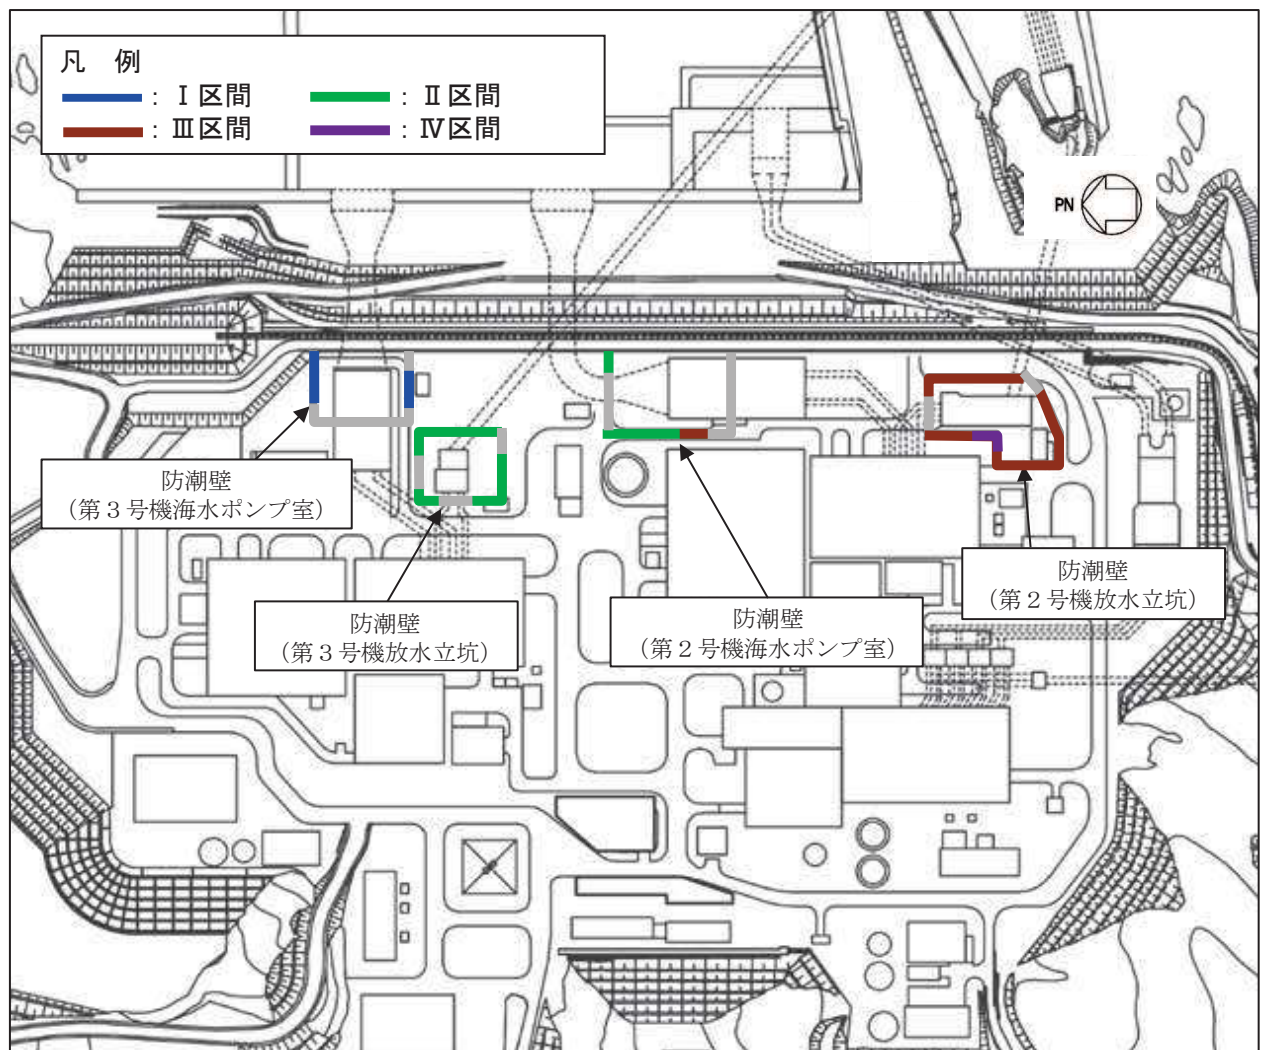 凡 例
: Ⅰ区間
: Ⅱ区間
: Ⅲ区間
: Ⅳ区間
PN
防潮壁
(第3号機海水ポンプ室)
防潮壁
(第2号機放水立坑)
防潮壁
(第3号機放水立坑)
防潮壁
(第2号機海水ポンプ室)